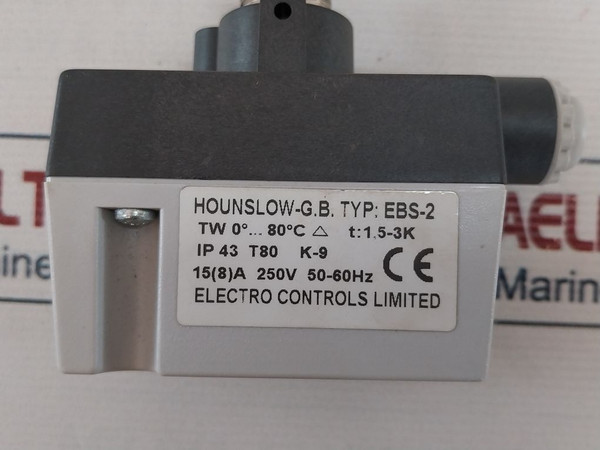 HOUNSLOW-G.B. TYP: EBS-2
TW 0°... 80°C △ t:1.5-3K
IP 43 T80 K-9
15(8)A 250V 50-60Hz CE
ELECTRO CONTROLS LIMITED